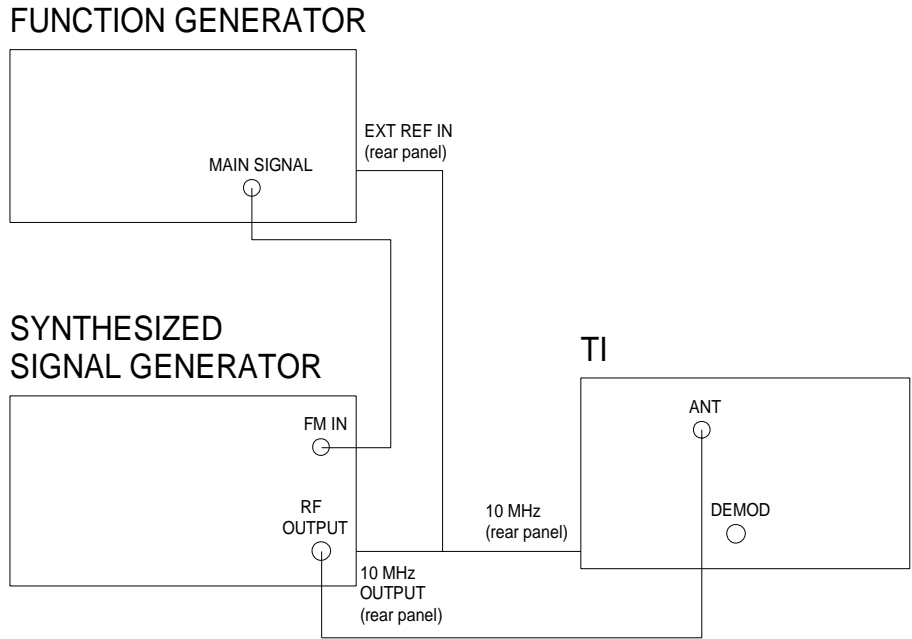 FUNCTION GENERATOR
EXT REF IN
(rear panel)
MAIN SIGNAL
SYNTHESIZED
SIGNAL GENERATOR
TI
FM IN
ANT
RF
OUTPUT
10 MHz
(rear panel)
DEMOD
10 MHz
OUTPUT
(rear panel)